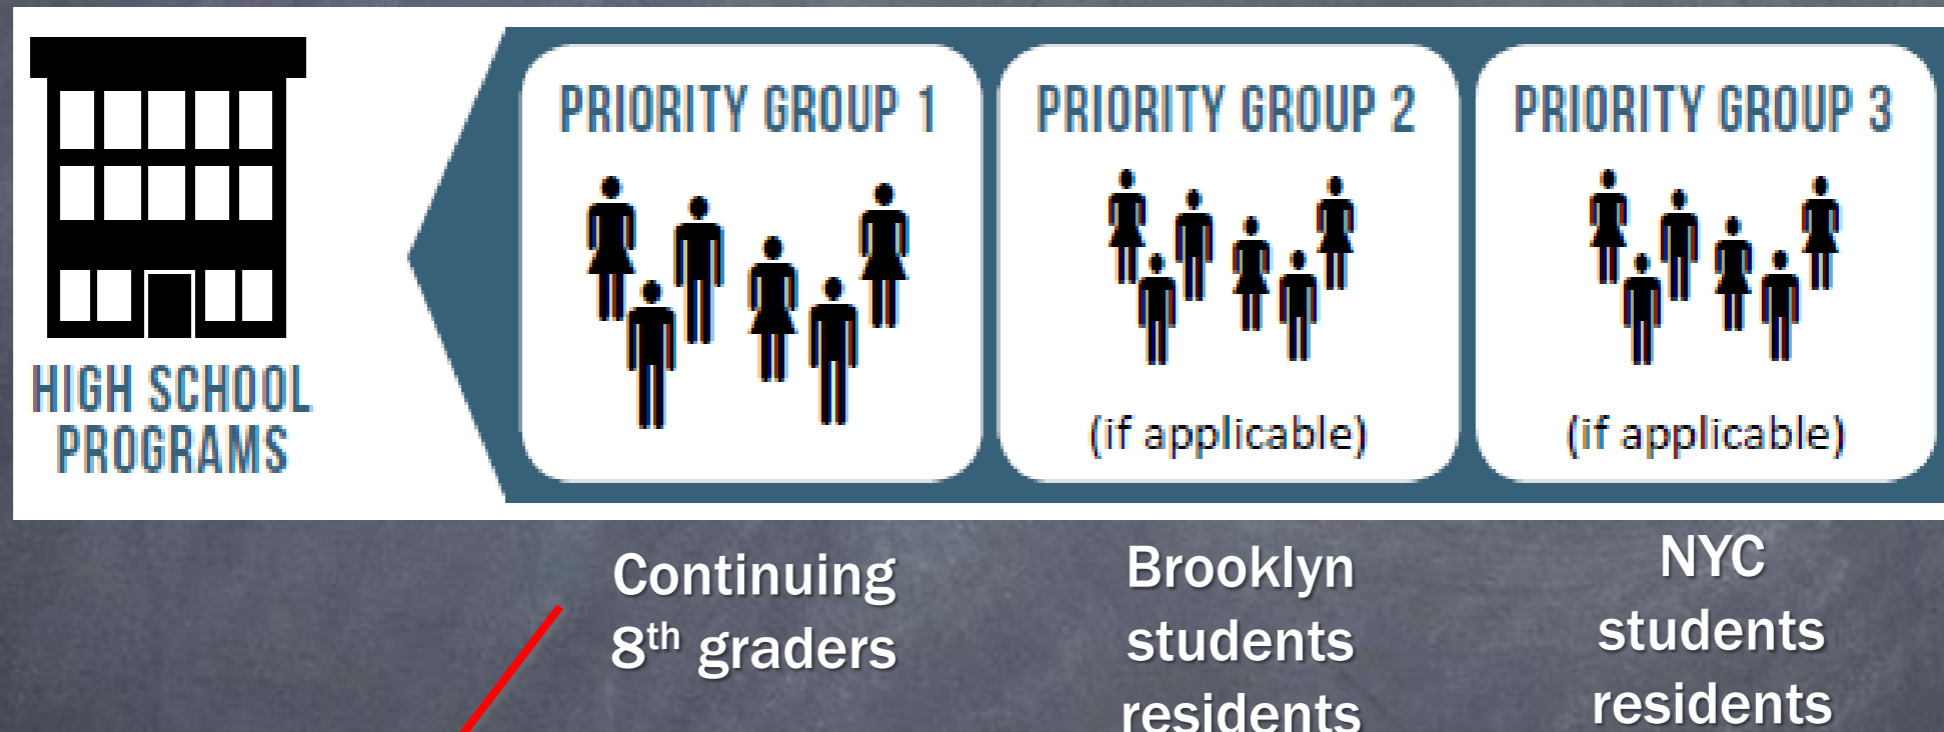 PRIORITY GROUP 1
PRIORITY GROUP 2
PRIORITY GROUP 3
HIGH SCHOOL
PROGRAMS
(if applicable)
(if applicable)
Continuing
8th graders
Brooklyn
students
residents
NYC
students
residents